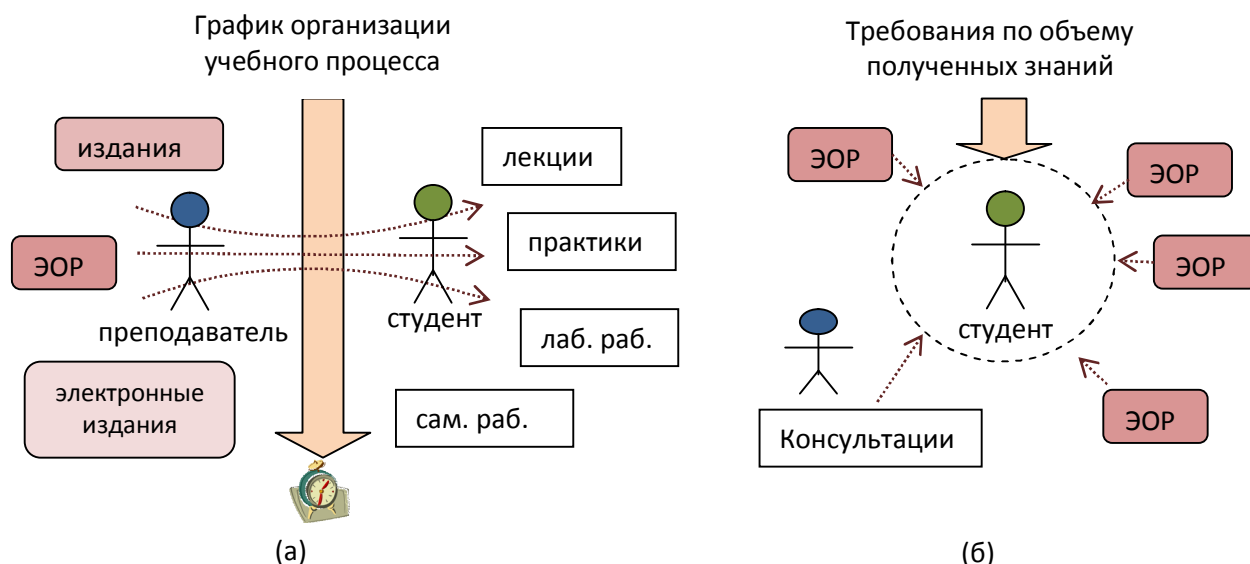 График организации
учебного процесса
издания
ЭОР
преподаватель
электронные
издания
студент
лекции
практики
лаб. раб.
сам. раб.
(а)
Требования по объему
полученных знаний
ЭОР
ЭОР
ЭОР
студент
ЭОР
Консультации
(б)